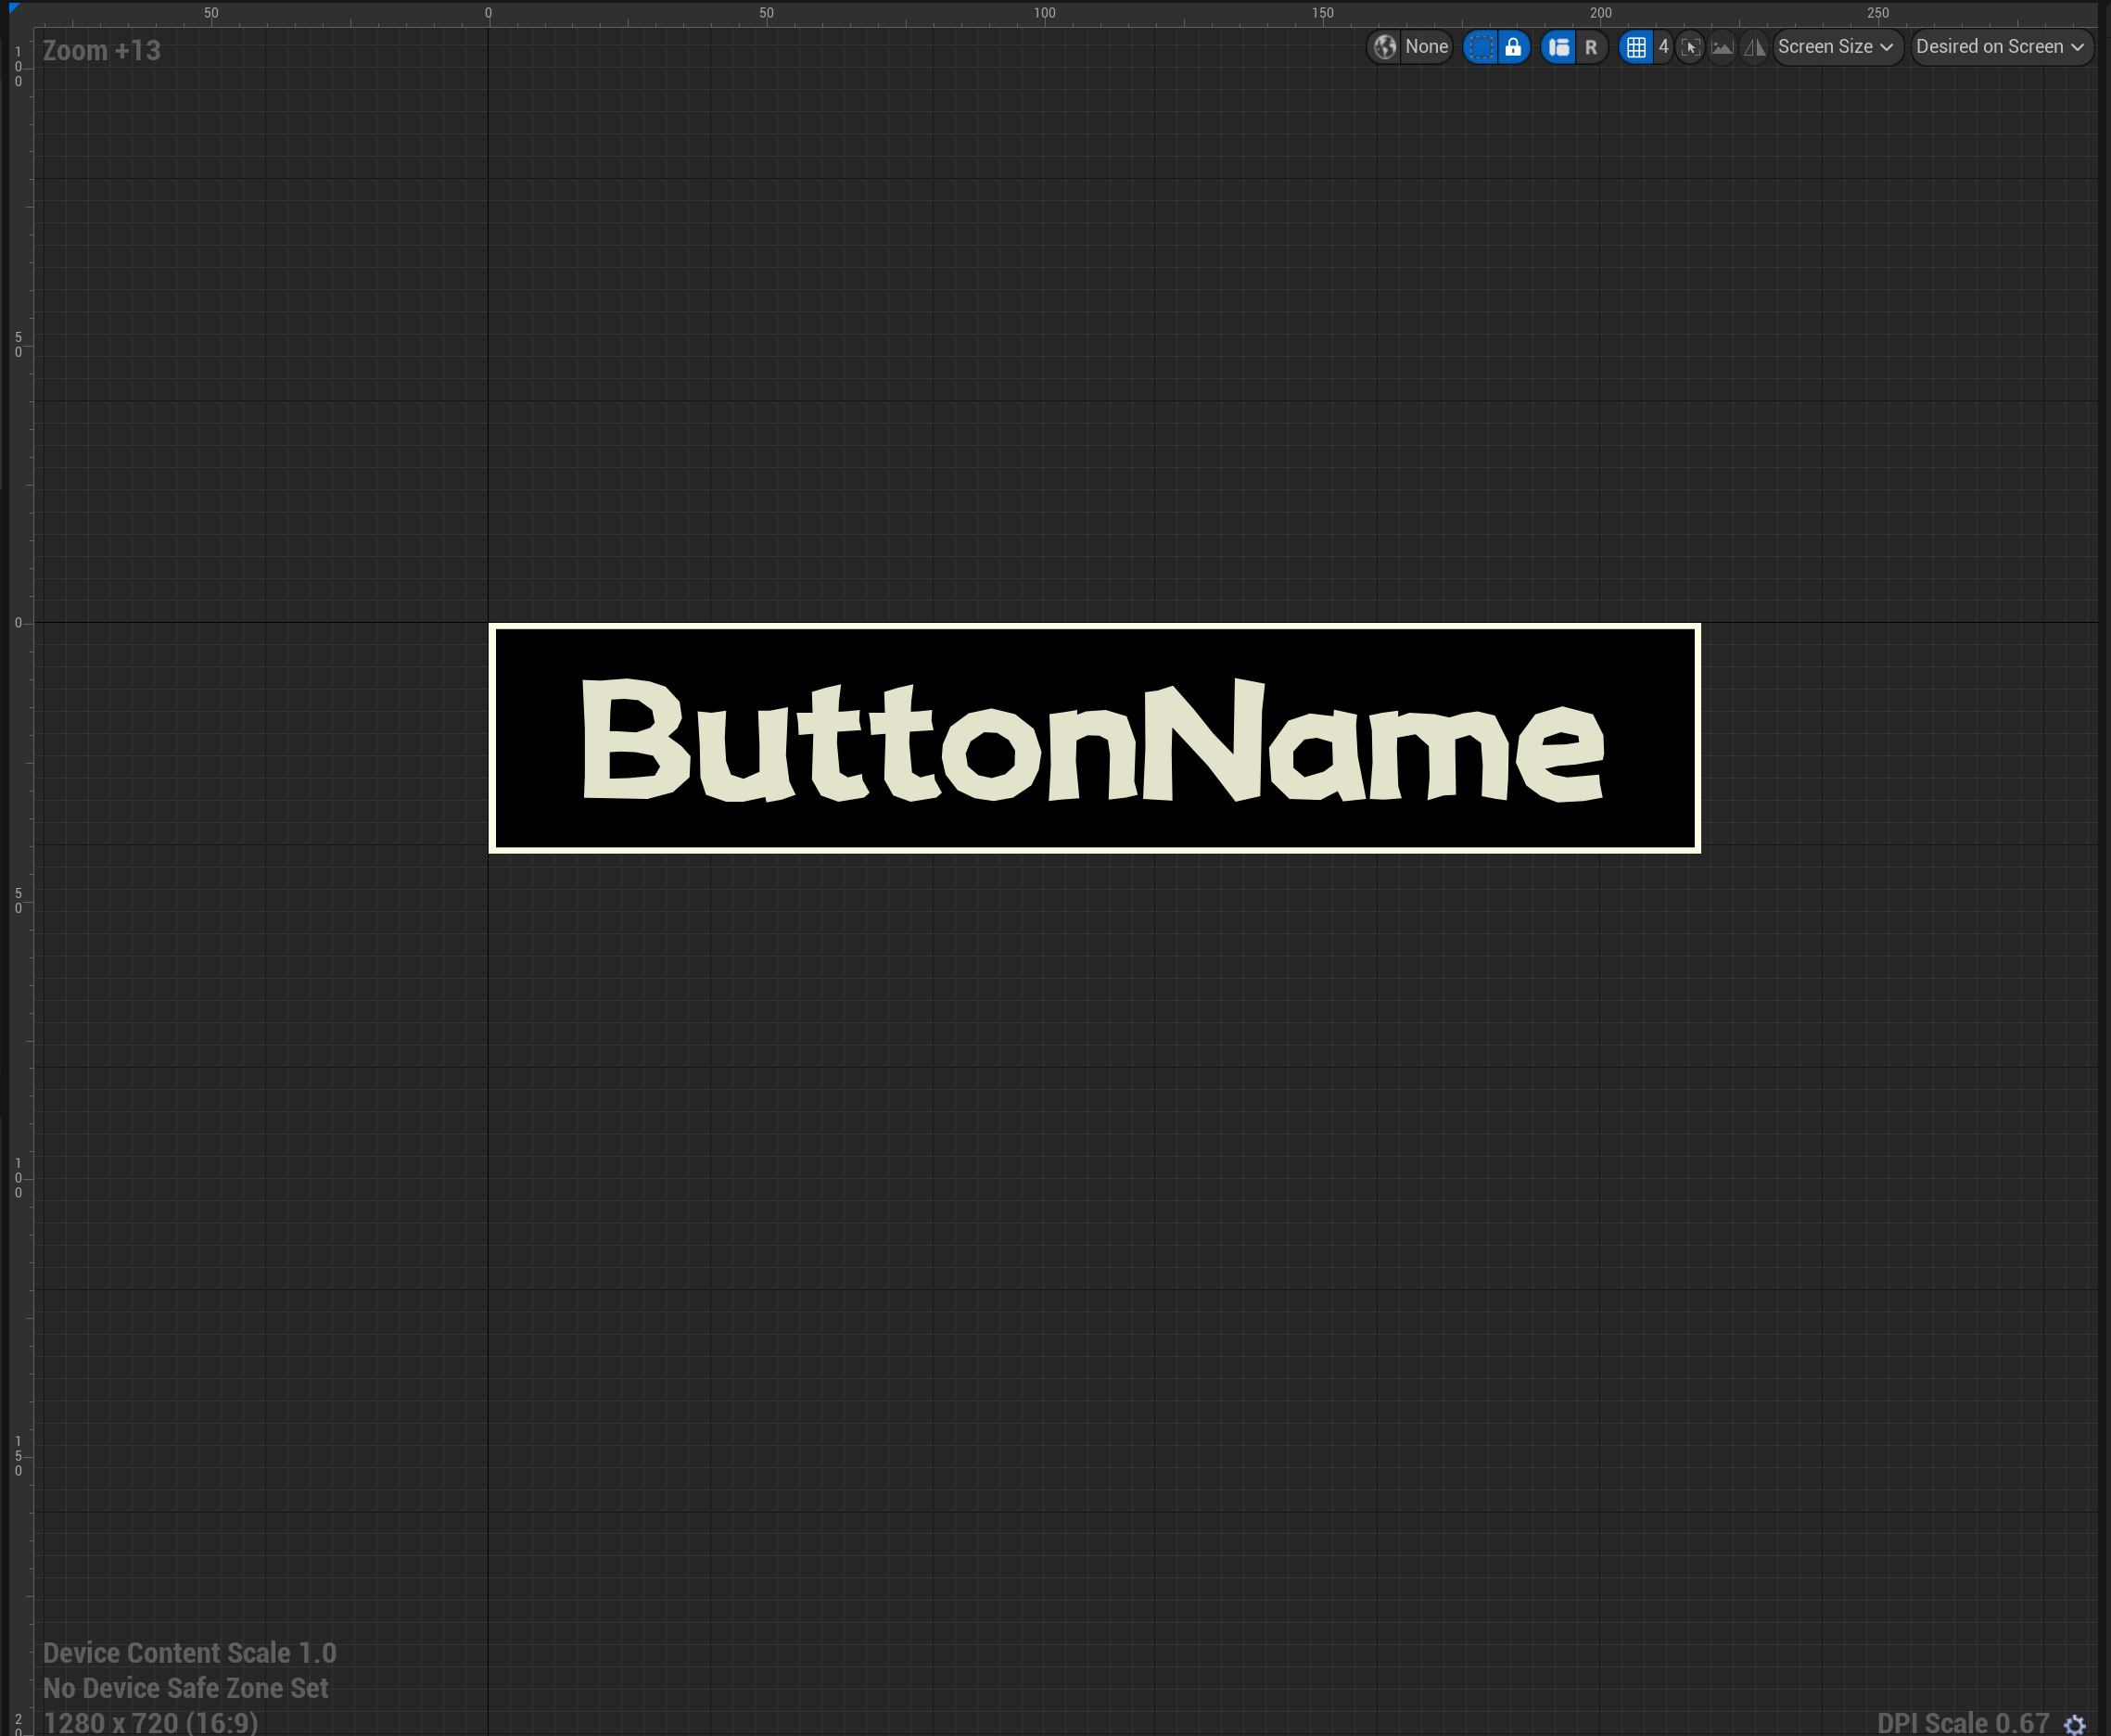 50 0 50 100 150 200 250
Zoom +13
None R 4 Screen Size Desired on Screen
100
50
0
ButtonName
50
100
150
20
Device Content Scale 1.0
No Device Safe Zone Set
1280 x 720 (16:9)
DPI Scale 0.67